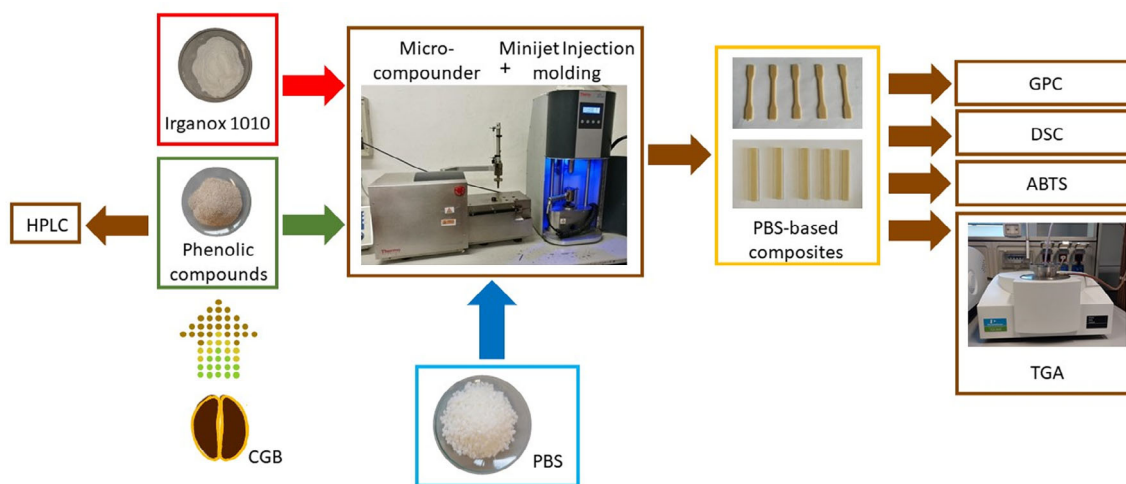 Irganox 1010
HPLC
Phenolic
compounds
CGB
Micro-
compounder
+
Minijet Injection
molding
PBS
PBS-based
composites
GPC
DSC
ABTS
TGA